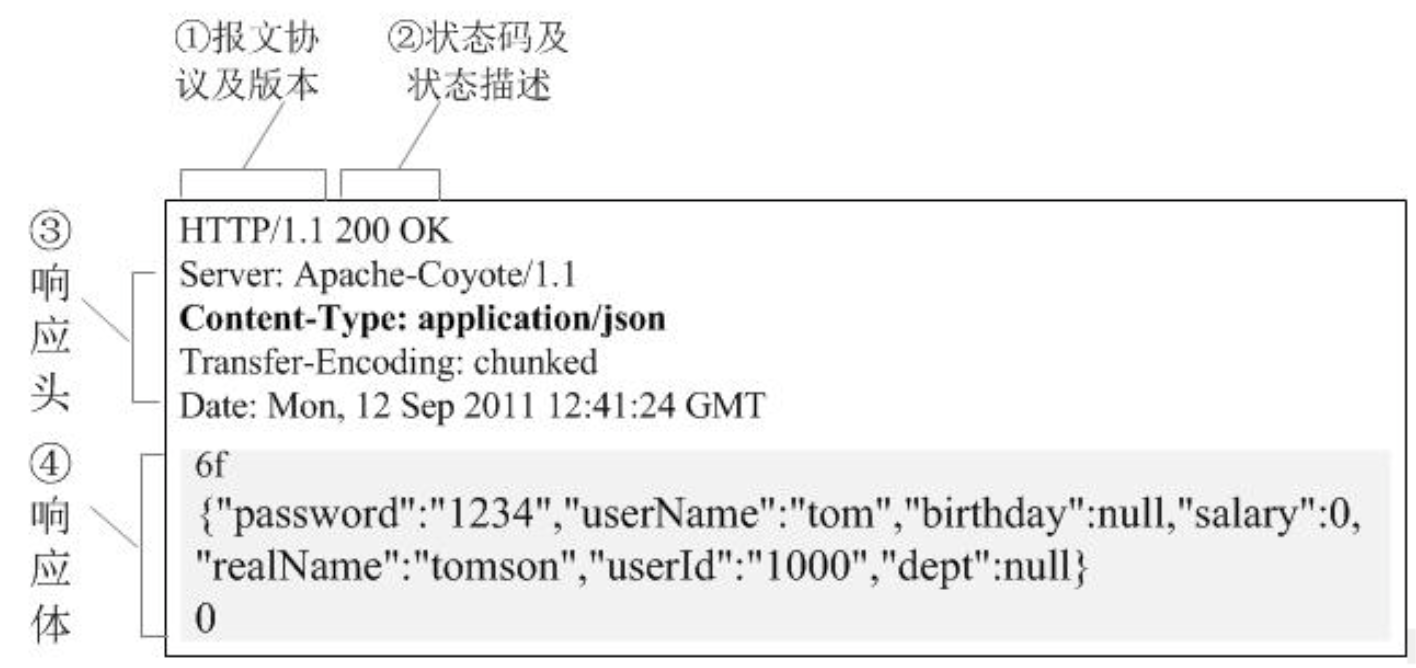 ①报文协
议及版本
②状态码及
状态描述
③
响
应
头
HTTP/1.1 200 OK
Server: Apache-Coyote/1.1
Content-Type: application/json
Transfer-Encoding: chunked
Date: Mon, 12 Sep 2011 12:41:24 GMT
④
响
应
体
6f
{"password":"1234","userName":"tom","birthday":null,"salary":0,
"realName":"tomson","userId":"1000","dept":null}
0